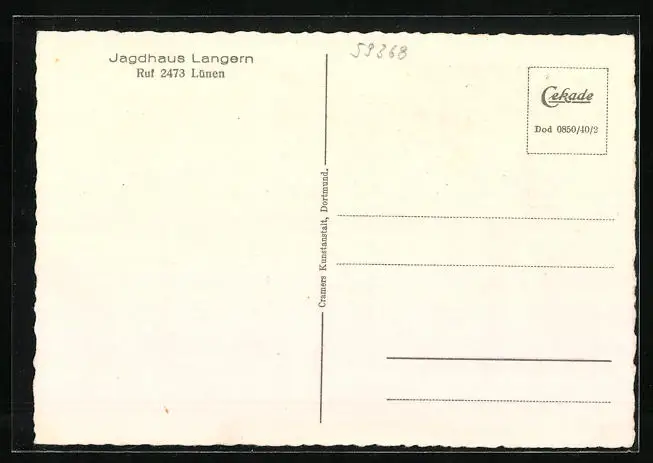 Jagdhaus Langern
Ruf 2473 Lünen
59368
Cekade
Dod 0850/40/2
Cramers Kunstanstalt, Dortmund.